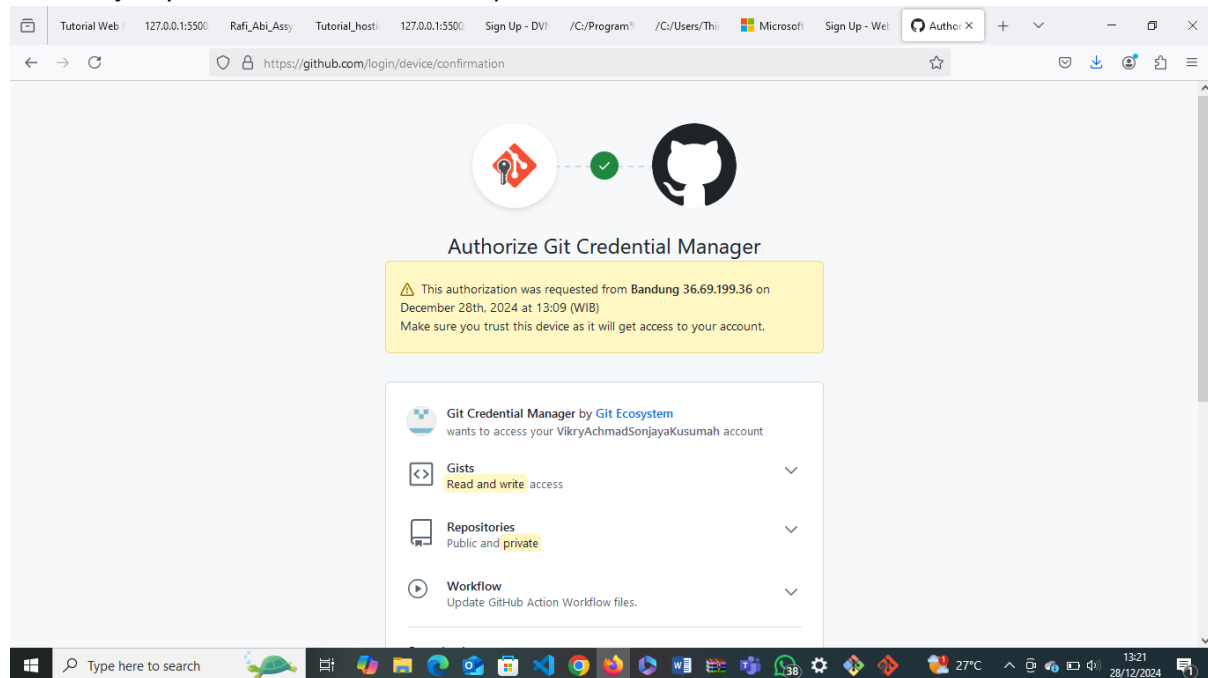 Tutorial Web
127.0.0.1:5500
Rafi_Abi_Assy
Tutorial_hosti
127.0.0.1:5500
Sign Up - DVN
/C:/Program
/C:/Users/Thi
Microsoft
Sign Up - Web
Author
https://github.com/login/device/confirmation
Authorize Git Credential Manager
This authorization was requested from Bandung 36.69.199.36 on
December 28th, 2024 at 13:09 (WIB)
Make sure you trust this device as it will get access to your account.
Git Credential Manager by Git Ecosystem
wants to access your VikryAchmadSonjayaKusumah account
Gists
Read and write access
Repositories
Public and private
Workflow
Update GitHub Action Workflow files.
Type here to search
38
27°C
13:21
28/12/2024
1